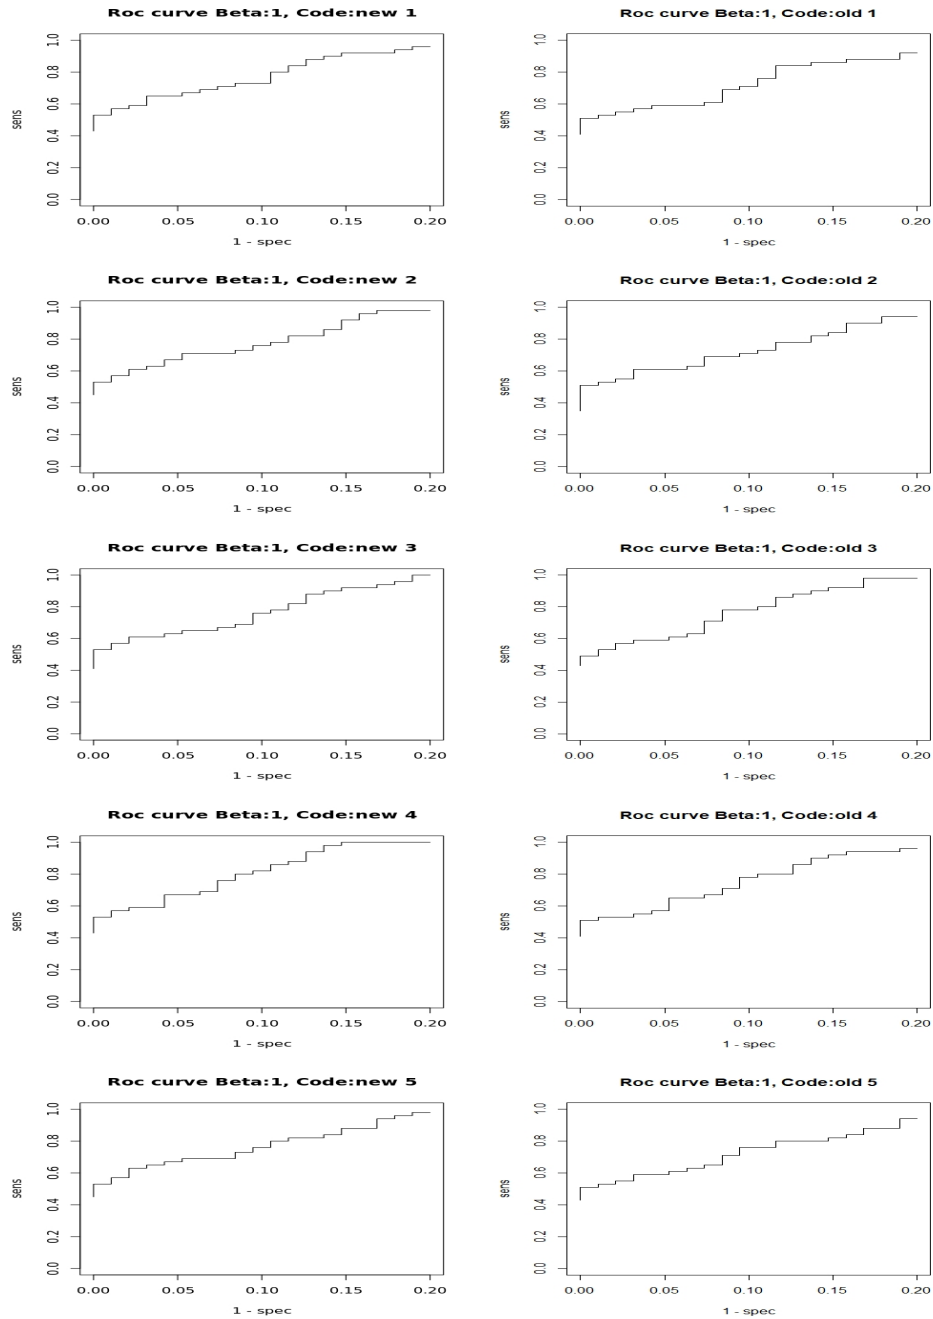 Roc curve Beta:1, Code:new 1
sens
0.0 0.2 0.4 0.6 0.8 1.0
0.00 0.05 0.10 0.15 0.20
1 - spec
Roc curve Beta:1, Code:old 1
sens
0.0 0.2 0.4 0.6 0.8 1.0
0.00 0.05 0.10 0.15 0.20
1 - spec
Roc curve Beta:1, Code:new 2
sens
0.0 0.2 0.4 0.6 0.8 1.0
0.00 0.05 0.10 0.15 0.20
1 - spec
Roc curve Beta:1, Code:old 2
sens
0.0 0.2 0.4 0.6 0.8 1.0
0.00 0.05 0.10 0.15 0.20
1 - spec
Roc curve Beta:1, Code:new 3
sens
0.0 0.2 0.4 0.6 0.8 1.0
0.00 0.05 0.10 0.15 0.20
1 - spec
Roc curve Beta:1, Code:old 3
sens
0.0 0.2 0.4 0.6 0.8 1.0
0.00 0.05 0.10 0.15 0.20
1 - spec
Roc curve Beta:1, Code:new 4
sens
0.0 0.2 0.4 0.6 0.8 1.0
0.00 0.05 0.10 0.15 0.20
1 - spec
Roc curve Beta:1, Code:old 4
sens
0.0 0.2 0.4 0.6 0.8 1.0
0.00 0.05 0.10 0.15 0.20
1 - spec
Roc curve Beta:1, Code:new 5
sens
0.0 0.2 0.4 0.6 0.8 1.0
0.00 0.05 0.10 0.15 0.20
1 - spec
Roc curve Beta:1, Code:old 5
sens
0.0 0.2 0.4 0.6 0.8 1.0
0.00 0.05 0.10 0.15 0.20
1 - spec